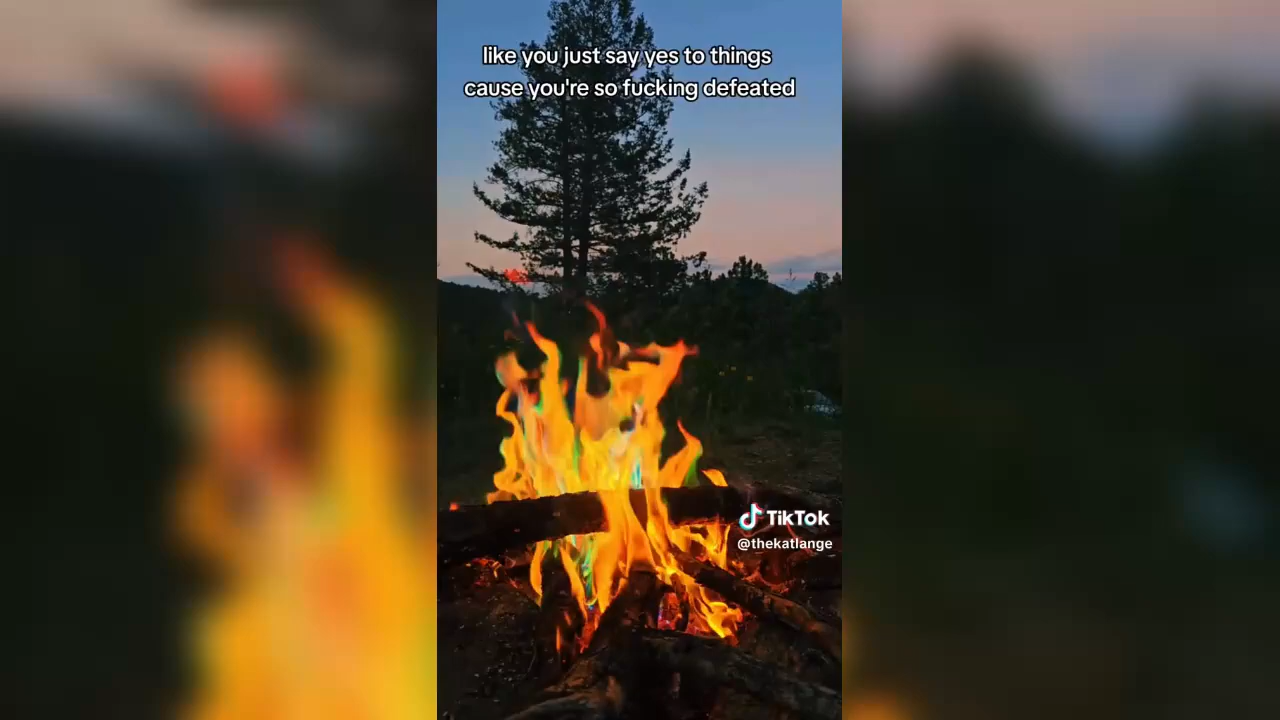 like you just say yes to things
cause you're so fucking defeated
TikTok
@thekatlange